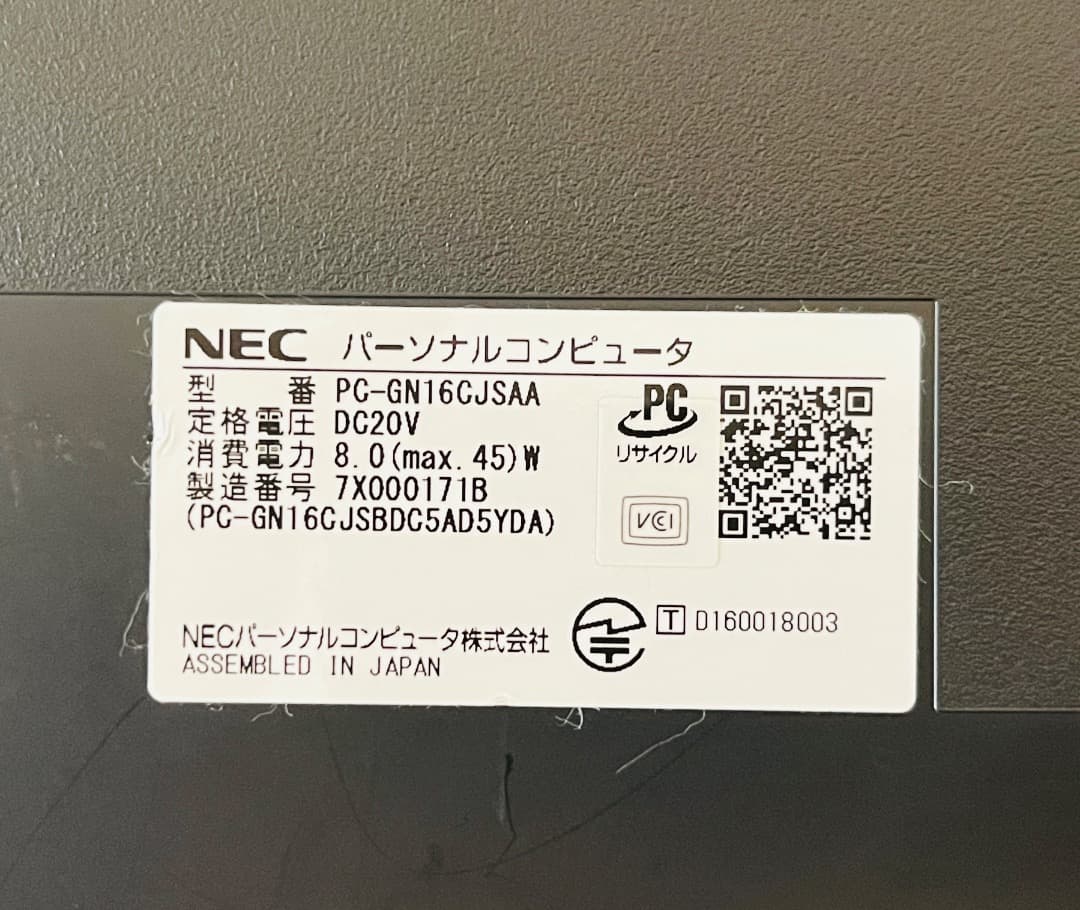 NEC パーソナルコンピュータ
型 番 PC-GN16CJSAA
定格電圧 DC20V
消費電力 8.0(max.45)W
製造番号 7X000171B
(PC-GN16CJSBDC5AD5YDA)
PC
リサイクル
VCI
NECパーソナルコンピュータ株式会社
ASSEMBLED IN JAPAN
T D160018003